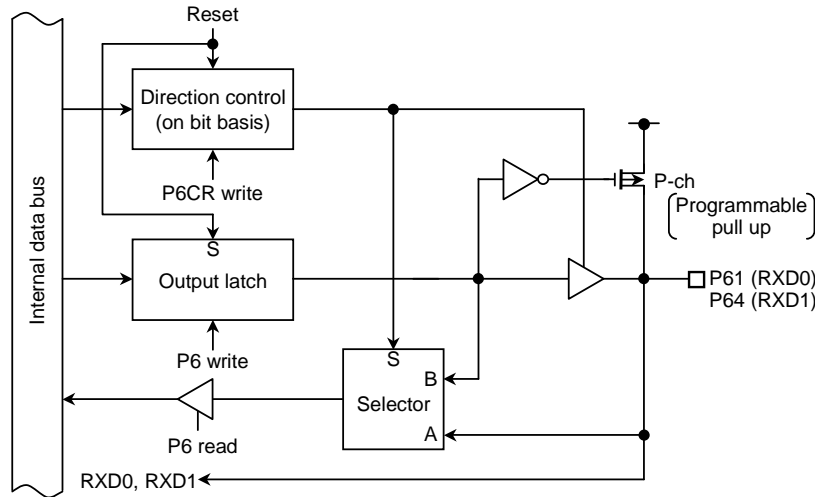 Reset
Direction control
(on bit basis)
P6CR write
P-ch
Programmable
pull up
Internal data bus
S
Output latch
P61 (RXD0)
P64 (RXD1)
P6 write
S
B
Selector
A
P6 read
RXD0, RXD1